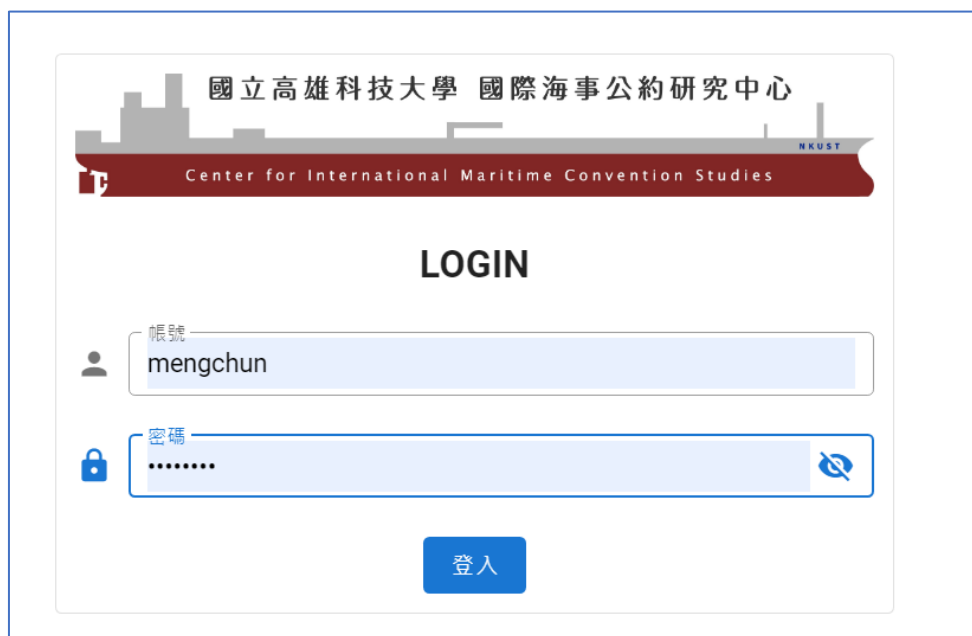 國立高雄科技大學 國際海事公約研究中心
NKUST
Center for International Maritime Convention Studies
LOGIN
帳號
mengchun
密碼
••••••••
登入